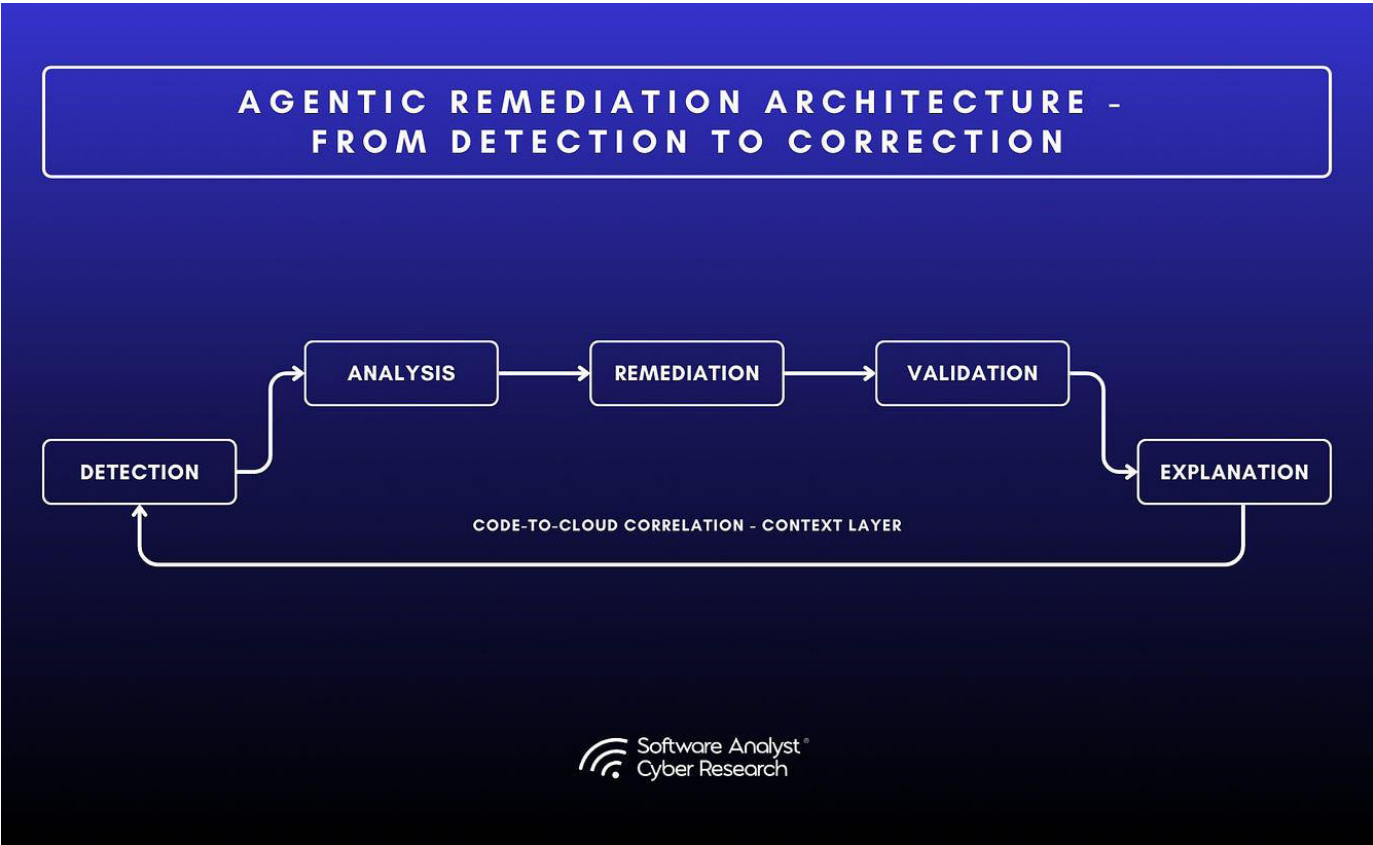 AGENTIC REMEDIATION ARCHITECTURE -
FROM DETECTION TO CORRECTION
ANALYSIS
REMEDIATION
VALIDATION
DETECTION
EXPLANATION
CODE-TO-CLOUD CORRELATION - CONTEXT LAYER
Software Analyst®
Cyber Research